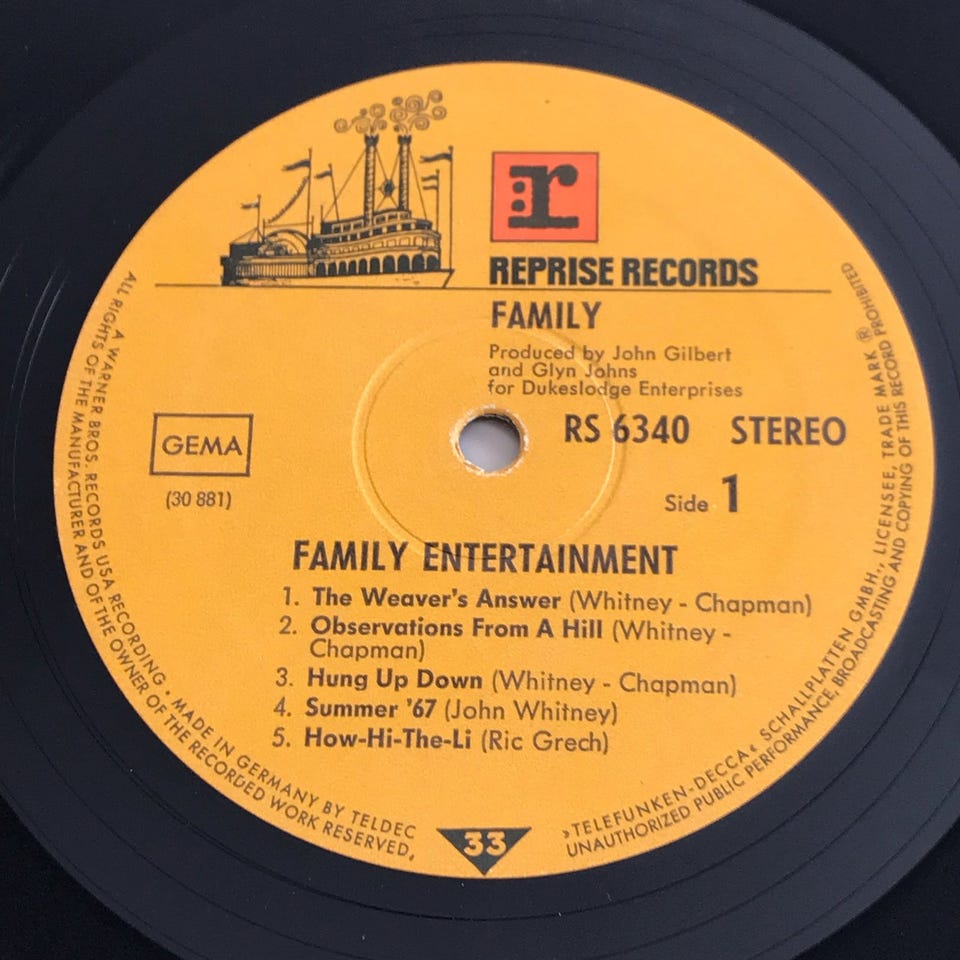 r
REPRISE RECORDS
FAMILY
Produced by John Gilbert
and Glyn Johns
for Dukeslodge Enterprises
GEMA
(30 881)
RS 6340 STEREO
Side 1
FAMILY ENTERTAINMENT
1. The Weaver's Answer (Whitney - Chapman)
2. Observations From A Hill (Whitney -
Chapman)
3. Hung Up Down (Whitney - Chapman)
4. Summer '67 (John Whitney)
5. How-Hi-The-Li (Ric Grech)
33
A WARNER BROS. RECORDS USA RECORDING · MADE IN GERMANY BY TELDEC »TELEFUNKEN-DECCA« SCHALLPLATTEN GMBH., LICENSEE, TRADE MARK ®
ALL RIGHTS OF THE MANUFACTURER AND OF THE OWNER OF THE RECORDED WORK RESERVED, UNAUTHORIZED PUBLIC PERFORMANCE, BROADCASTING AND COPYING OF THIS RECORD PROHIBITED